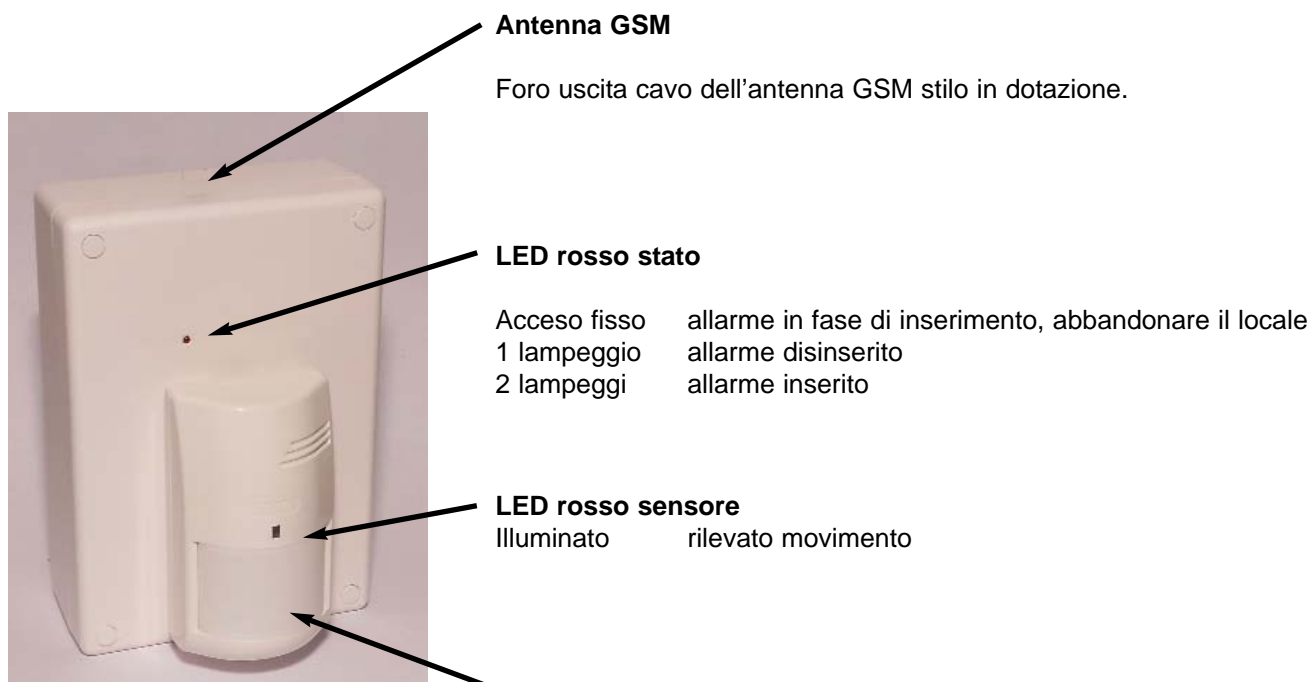 Antenna GSM
Foro uscita cavo dell'antenna GSM stilo in dotazione.
LED rosso stato
Acceso fisso allarme in fase di inserimento, abbandonare il locale
1 lampeggio allarme disinserito
2 lampeggi allarme inserito
LED rosso sensore
Illuminato rilevato movimento